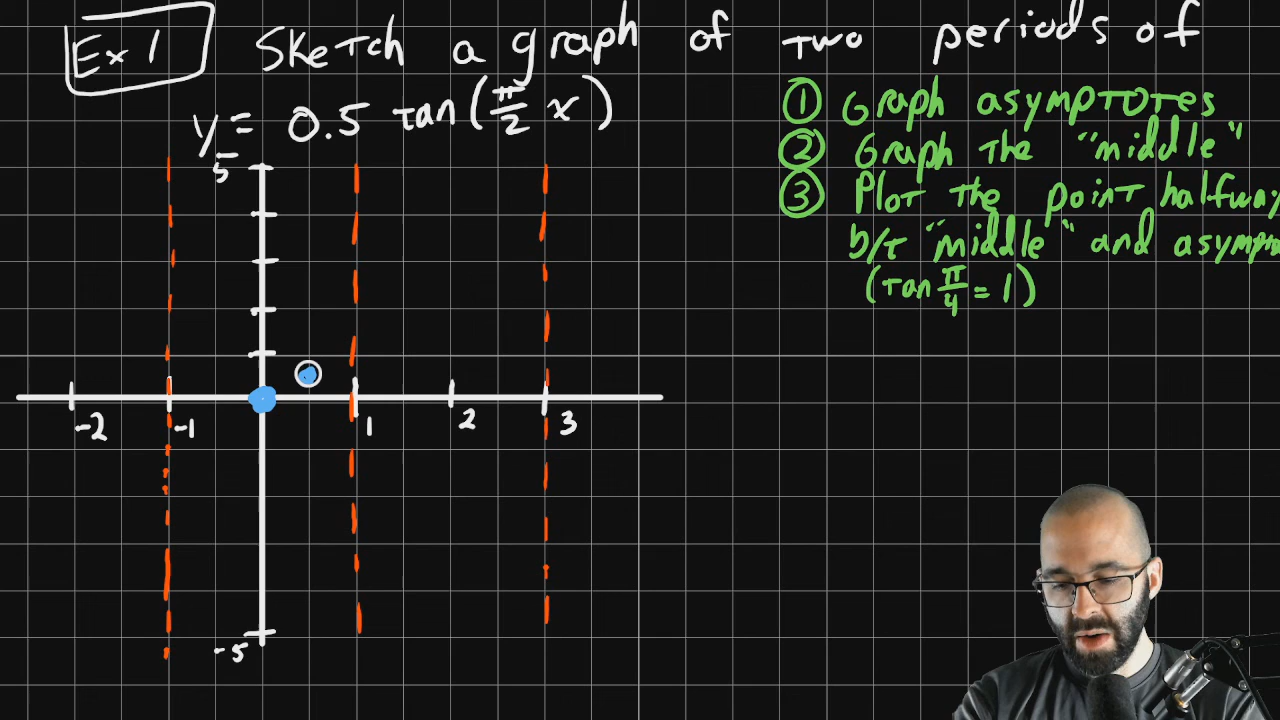 Ex 1 Sketch a graph of two periods of
y = 0.5 tan(π/2 x)
① Graph asymptotes
② Graph the "middle"
③ Plot the point halfway
b/t "middle" and
(tan π/4 = 1)
5
-2 -1 1 2 3
-5